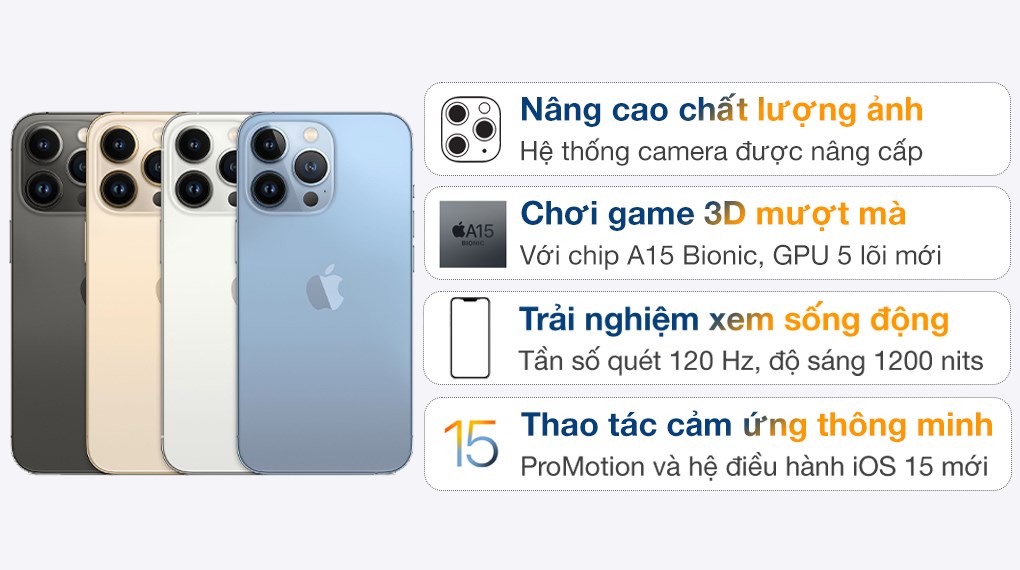 Nâng cao chất lượng ảnh
Hệ thống camera được nâng cấp
A15
BIONIC
Chơi game 3D mượt mà
Với chip A15 Bionic, GPU 5 lõi mới
Trải nghiệm xem sống động
Tần số quét 120 Hz, độ sáng 1200 nits
15
Thao tác cảm ứng thông minh
ProMotion và hệ điều hành iOS 15 mới